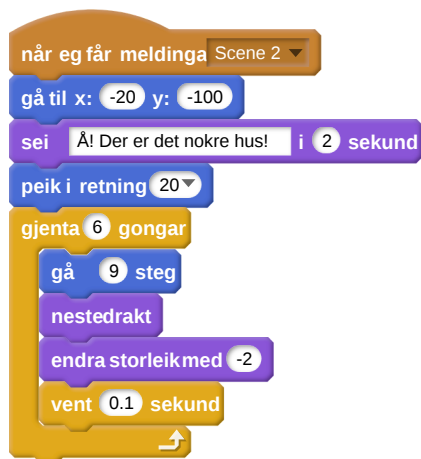 når eg får meldinga Scene 2
gå til x: -20 y: -100
sei Å! Der er det nokre hus! i 2 sekund
peik i retning 20
gjenta 6 gongar
gå 9 steg
nestedrakt
endra storleik med -2
vent 0.1 sekund